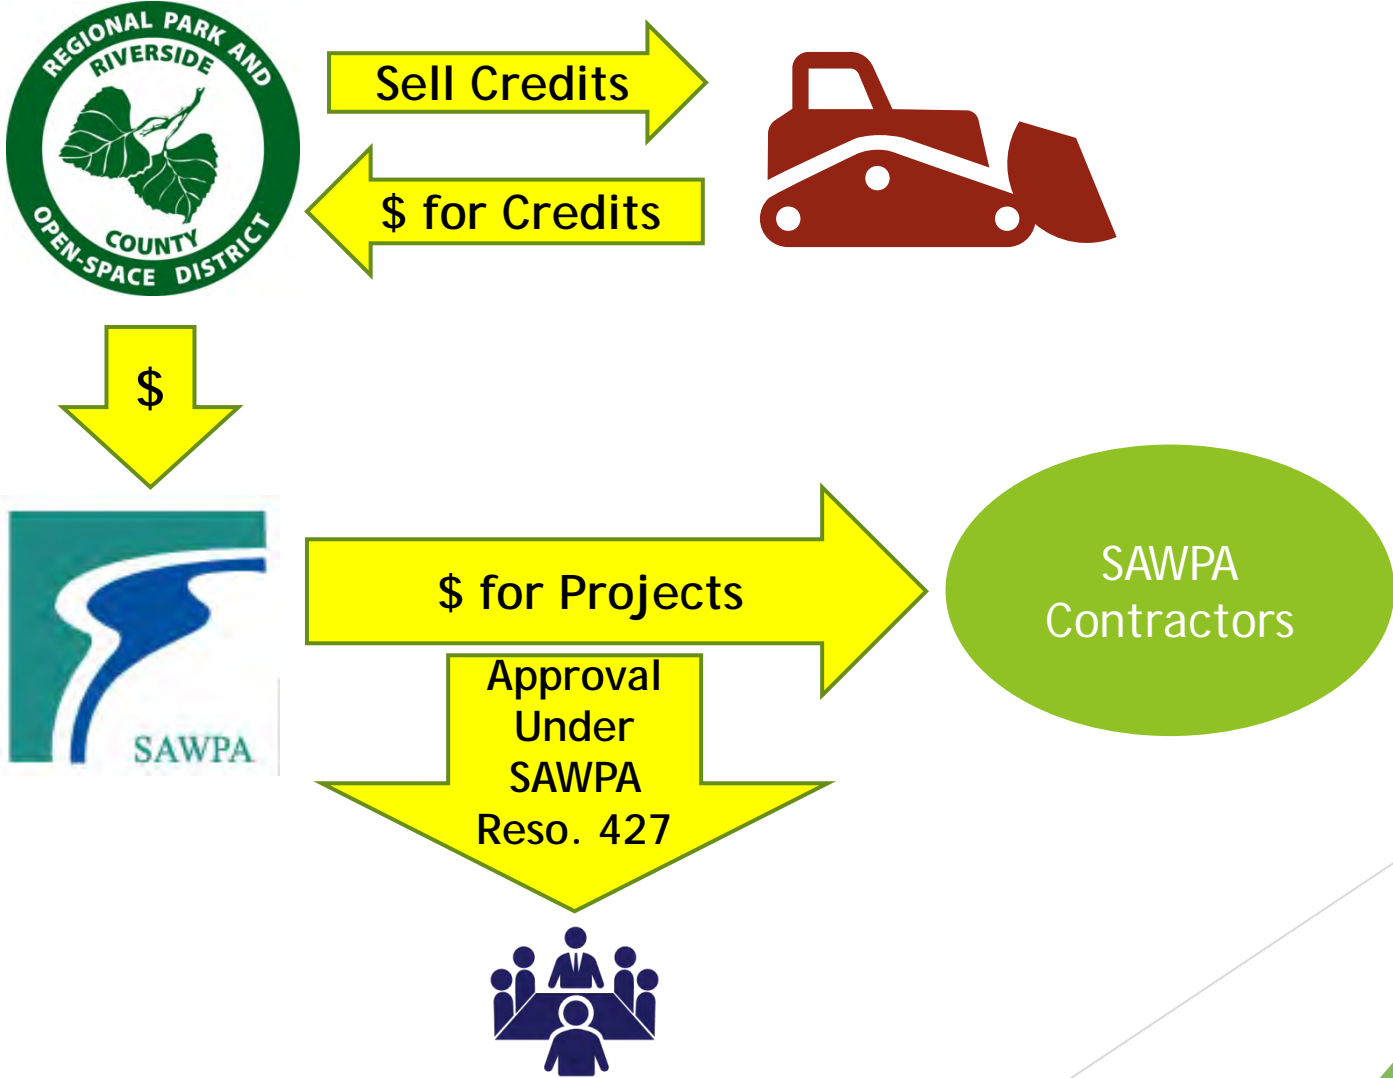 REGIONAL PARK AND
RIVERSIDE
COUNTY
OPEN-SPACE DISTRICT
Sell Credits
$ for Credits
$
SAWPA
$ for Projects
SAWPA
Contractors
Approval
Under
SAWPA
Reso. 427